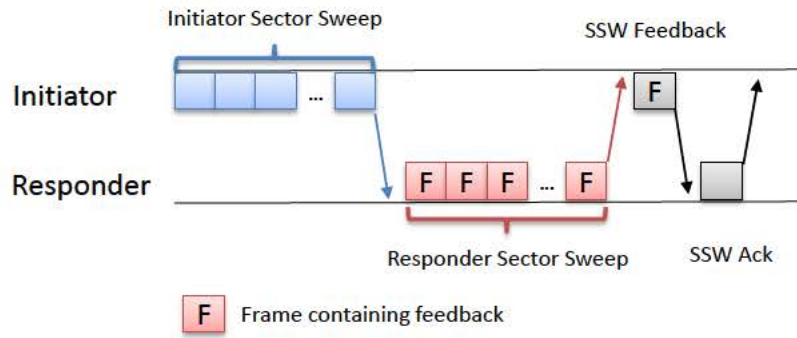 Initiator Sector Sweep
SSW Feedback
Initiator
...
F
Responder
F F F ... F
Responder Sector Sweep
SSW Ack
F Frame containing feedback